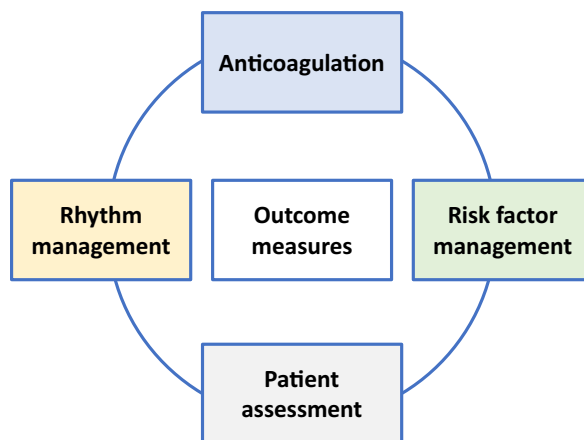 Anticoagulation
Rhythm
management
Outcome
measures
Risk factor
management
Patient
assessment